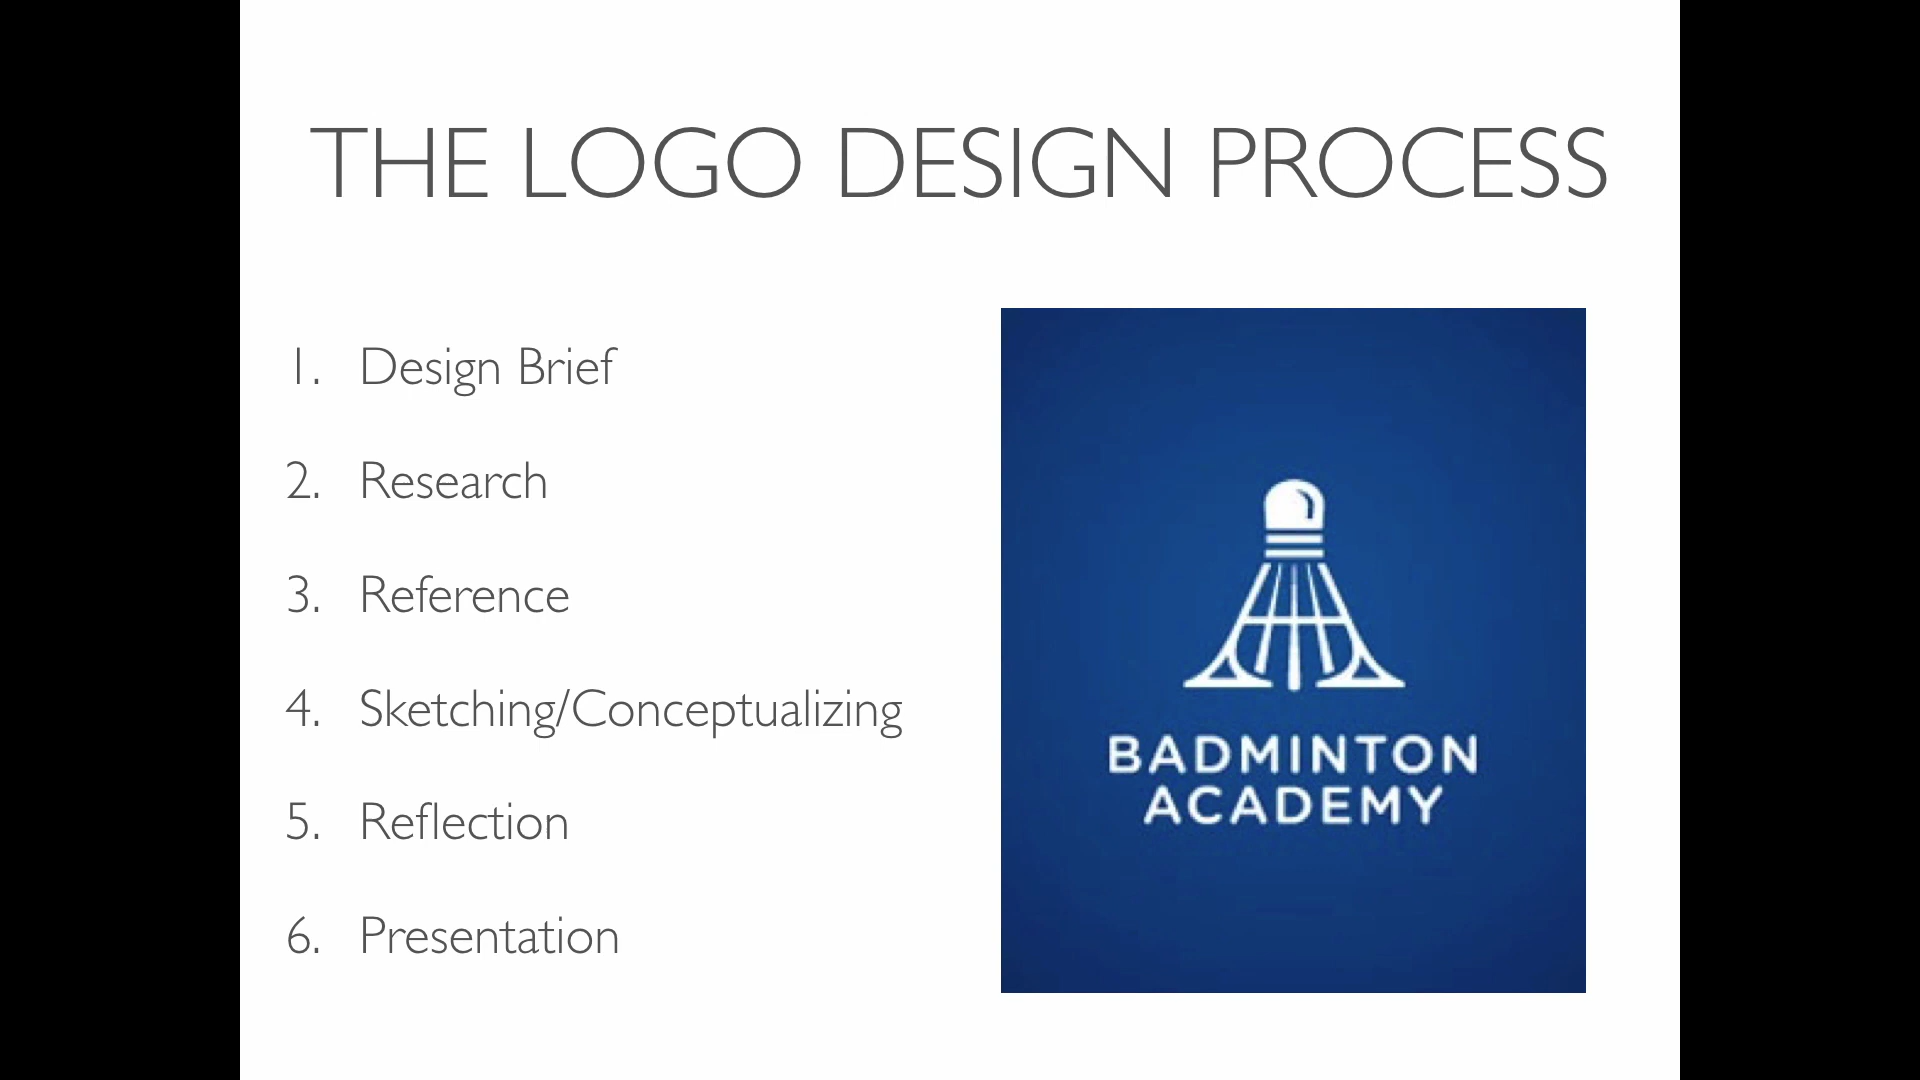 THE LOGO DESIGN PROCESS
1. Design Brief
2. Research
3. Reference
4. Sketching/Conceptualizing
5. Reflection
6. Presentation
BADMINTON
ACADEMY